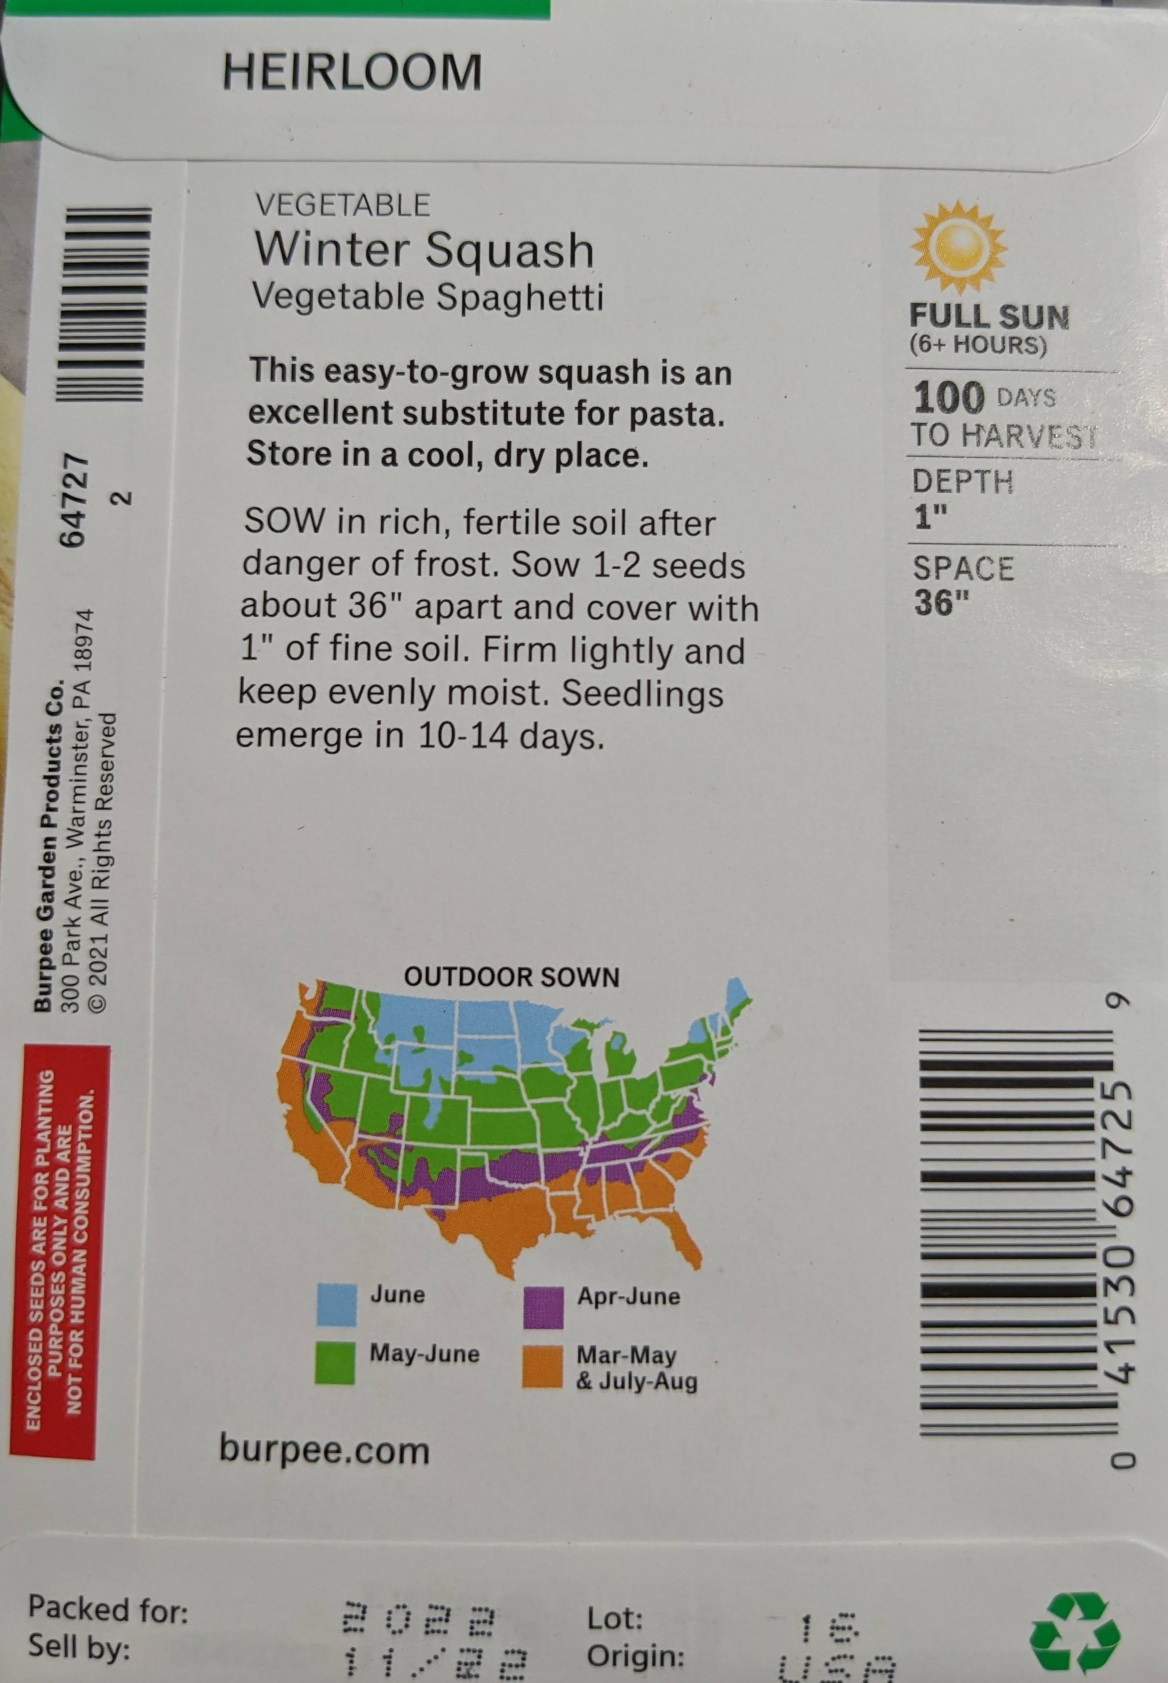 HEIRLOOM
VEGETABLE
Winter Squash
Vegetable Spaghetti
This easy-to-grow squash is an
excellent substitute for pasta.
Store in a cool, dry place.
SOW in rich, fertile soil after
danger of frost. Sow 1-2 seeds
about 36" apart and cover with
1" of fine soil. Firm lightly and
keep evenly moist. Seedlings
emerge in 10-14 days.
FULL SUN
(6+ HOURS)
100 DAYS
TO HARVEST
DEPTH
1"
SPACE
36"
64727
2
Burpee Garden Products Co.
300 Park Ave., Warminster, PA 18974
© 2021 All Rights Reserved
ENCLOSED SEEDS ARE FOR PLANTING
PURPOSES ONLY AND ARE
NOT FOR HUMAN CONSUMPTION.
OUTDOOR SOWN
June
Apr-June
May-June
Mar-May
& July-Aug
burpee.com
0 41530 64725 9
Packed for: 2022
Sell by: 11/22
Lot: 16
Origin: USA